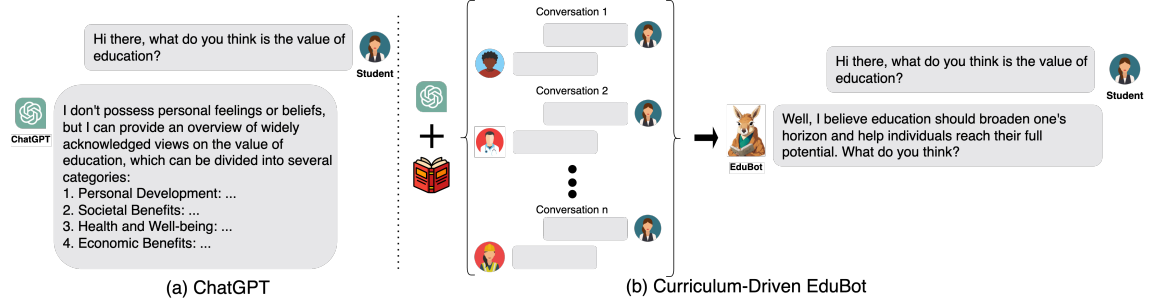 Hi there, what do you think is the value of
education?
Student
ChatGPT
I don't possess personal feelings or beliefs,
but I can provide an overview of widely
acknowledged views on the value of
education, which can be divided into several
categories:
1. Personal Development: ...
2. Societal Benefits: ...
3. Health and Well-being: ...
4. Economic Benefits: ...
(a) ChatGPT
+
Conversation 1
Conversation 2
Conversation n
Hi there, what do you think is the value of
education?
Student
EduBot
Well, I believe education should broaden one's
horizon and help individuals reach their full
potential. What do you think?
(b) Curriculum-Driven EduBot